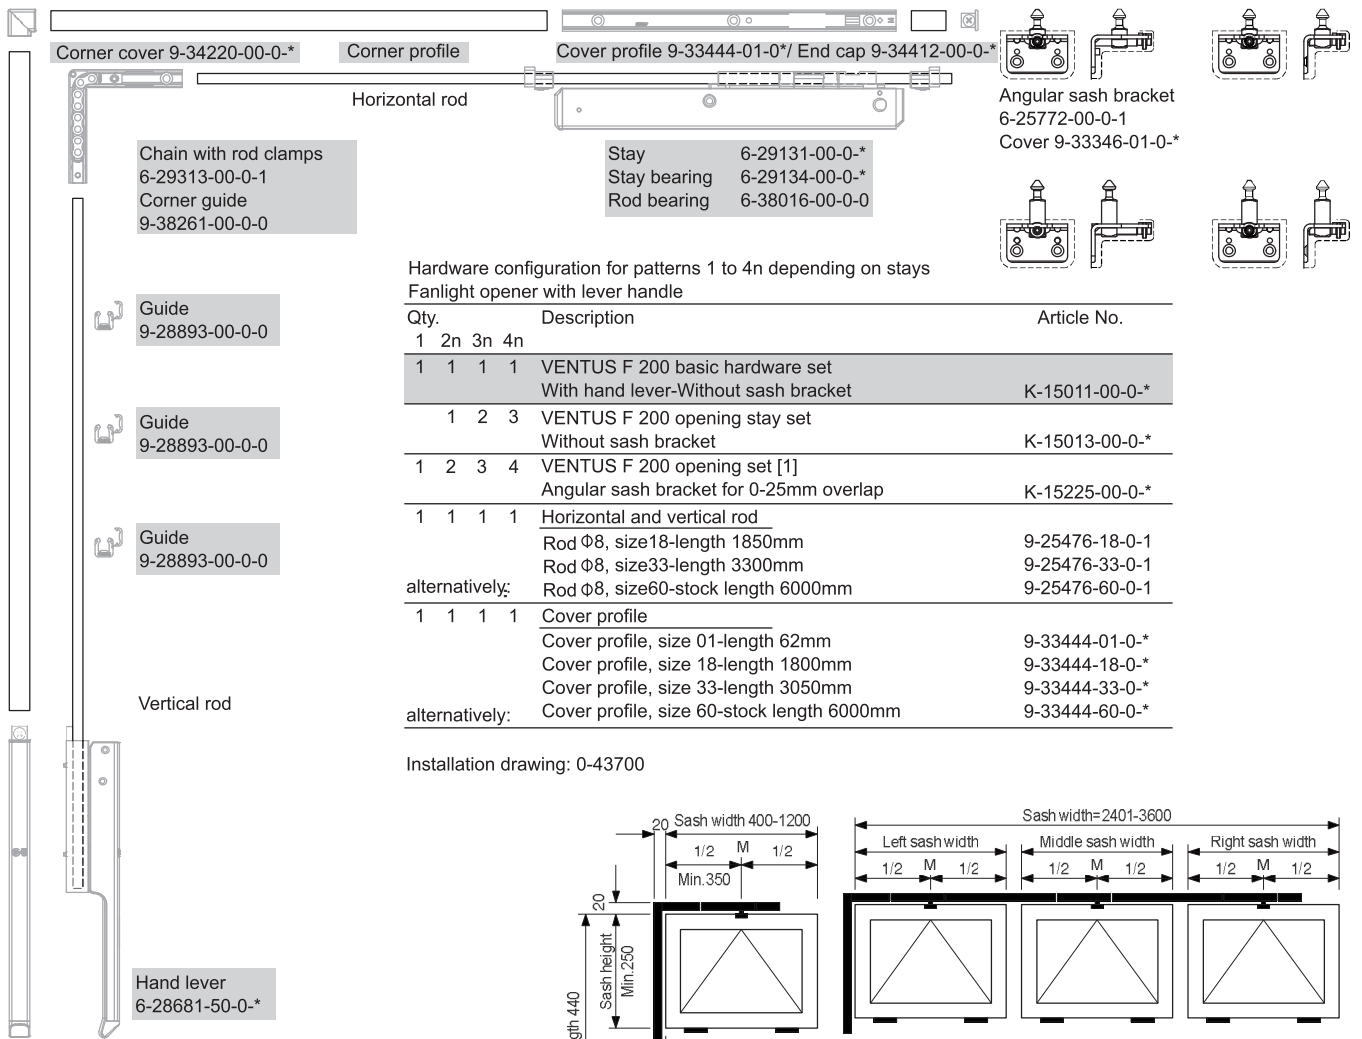 Corner cover 9-34220-00-0-*
Corner profile
Cover profile 9-33444-01-0*/ End cap 9-34412-00-0-*
Horizontal rod
Angular sash bracket
6-25772-00-0-1
Cover 9-33346-01-0-*
Chain with rod clamps
6-29313-00-0-1
Corner guide
9-38261-00-0-0
Stay 6-29131-00-0-*
Stay bearing 6-29134-00-0-*
Rod bearing 6-38016-00-0-0
Guide
9-28893-00-0-0
Guide
9-28893-00-0-0
Guide
9-28893-00-0-0
Vertical rod
Hand lever
6-28681-50-0-*
Hardware configuration for patterns 1 to 4n depending on stays
Fanlight opener with lever handle
Qty. Description Article No.
1 2n 3n 4n
1 1 1 1 VENTUS F 200 basic hardware set
With hand lever-Without sash bracket K-15011-00-0-*
1 2 3 VENTUS F 200 opening stay set
Without sash bracket K-15013-00-0-*
1 2 3 4 VENTUS F 200 opening set [1]
Angular sash bracket for 0-25mm overlap K-15225-00-0-*
1 1 1 1 Horizontal and vertical rod
Rod Φ8, size18-length 1850mm 9-25476-18-0-1
Rod Φ8, size33-length 3300mm 9-25476-33-0-1
alternatively: Rod Φ8, size60-stock length 6000mm 9-25476-60-0-1
1 1 1 1 Cover profile
Cover profile, size 01-length 62mm 9-33444-01-0-*
Cover profile, size 18-length 1800mm 9-33444-18-0-*
Cover profile, size 33-length 3050mm 9-33444-33-0-*
alternatively: Cover profile, size 60-stock length 6000mm 9-33444-60-0-*
Installation drawing: 0-43700
20 Sash width 400-1200
1/2 M 1/2
Min.350
20
Sash height
Min.250
gth 440
Sash width=2401-3600
Left sash width Middle sash width Right sash width
1/2 M 1/2 1/2 M 1/2 1/2 M 1/2